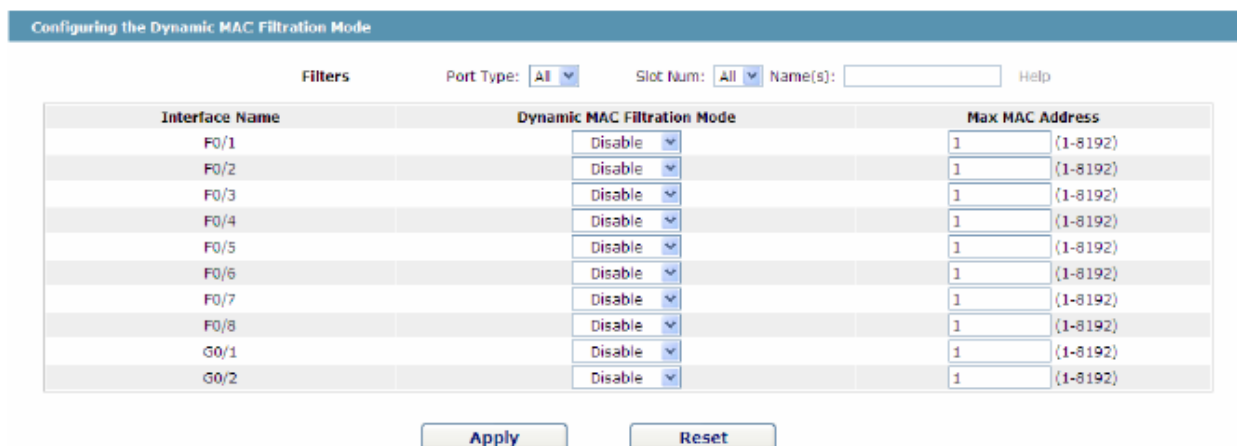 Configuring the Dynamic MAC Filtration Mode
Filters Port Type: All Slot Num: All Name(s): Help
Interface Name Dynamic MAC Filtration Mode Max MAC Address
F0/1 Disable 1 (1-8192)
F0/2 Disable 1 (1-8192)
F0/3 Disable 1 (1-8192)
F0/4 Disable 1 (1-8192)
F0/5 Disable 1 (1-8192)
F0/6 Disable 1 (1-8192)
F0/7 Disable 1 (1-8192)
F0/8 Disable 1 (1-8192)
G0/1 Disable 1 (1-8192)
G0/2 Disable 1 (1-8192)
Apply Reset